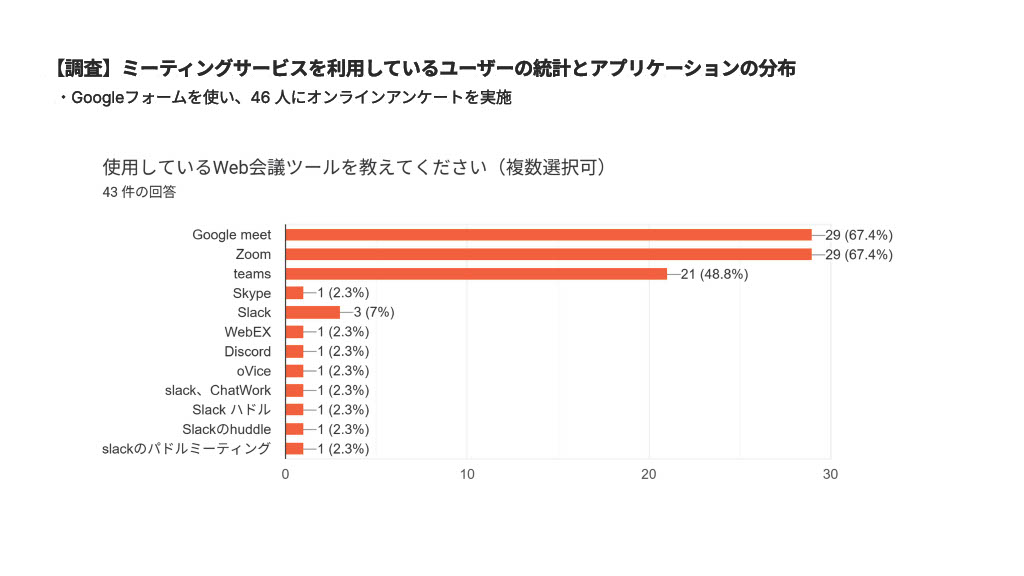 【調査】ミーティングサービスを利用しているユーザーの統計とアプリケーションの分布
・Googleフォームを使い、46 人にオンラインアンケートを実施
使用しているWeb会議ツールを教えてください（複数選択可）
43 件の回答
Google meet 29 (67.4%)
Zoom 29 (67.4%)
teams 21 (48.8%)
Skype 1 (2.3%)
Slack 3 (7%)
WebEX 1 (2.3%)
Discord 1 (2.3%)
oVice 1 (2.3%)
slack、ChatWork 1 (2.3%)
Slack ハドル 1 (2.3%)
Slackのhuddle 1 (2.3%)
slackのパドルミーティング 1 (2.3%)
0 10 20 30